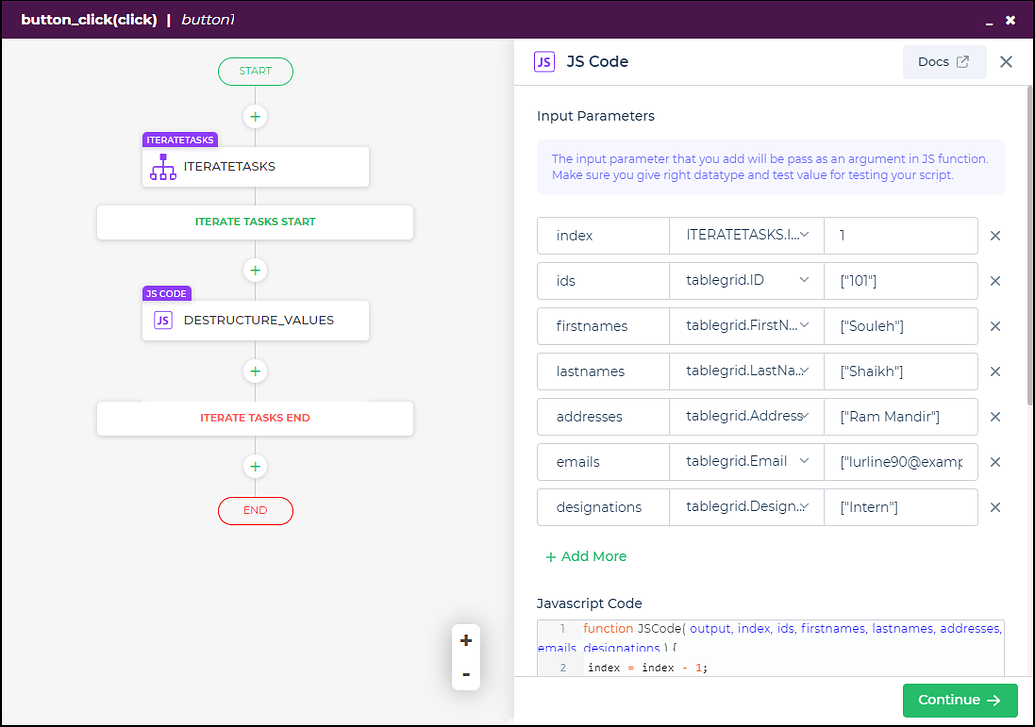 button_click(click) | button1
START
ITERATETASKS
ITERATETASKS
ITERATE TASKS START
JS CODE
JS DESTRUCTURE_VALUES
ITERATE TASKS END
END
+
-
JS JS Code
Docs
Input Parameters
The input parameter that you add will be pass as an argument in JS function.
Make sure you give right datatype and test value for testing your script.
index ITERATETASKS.I... 1
ids tablegrid.ID ["101"]
firstnames tablegrid.FirstN... ["Souleh"]
lastnames tablegrid.LastNa... ["Shaikh"]
addresses tablegrid.Address ["Ram Mandir"]
emails tablegrid.Email ["lurline90@examp
designations tablegrid.Design... ["Intern"]
+ Add More
Javascript Code
1 function JSCode( output, index, ids, firstnames, lastnames, addresses,
emails, designations ) {
2 index = index - 1;
Continue →